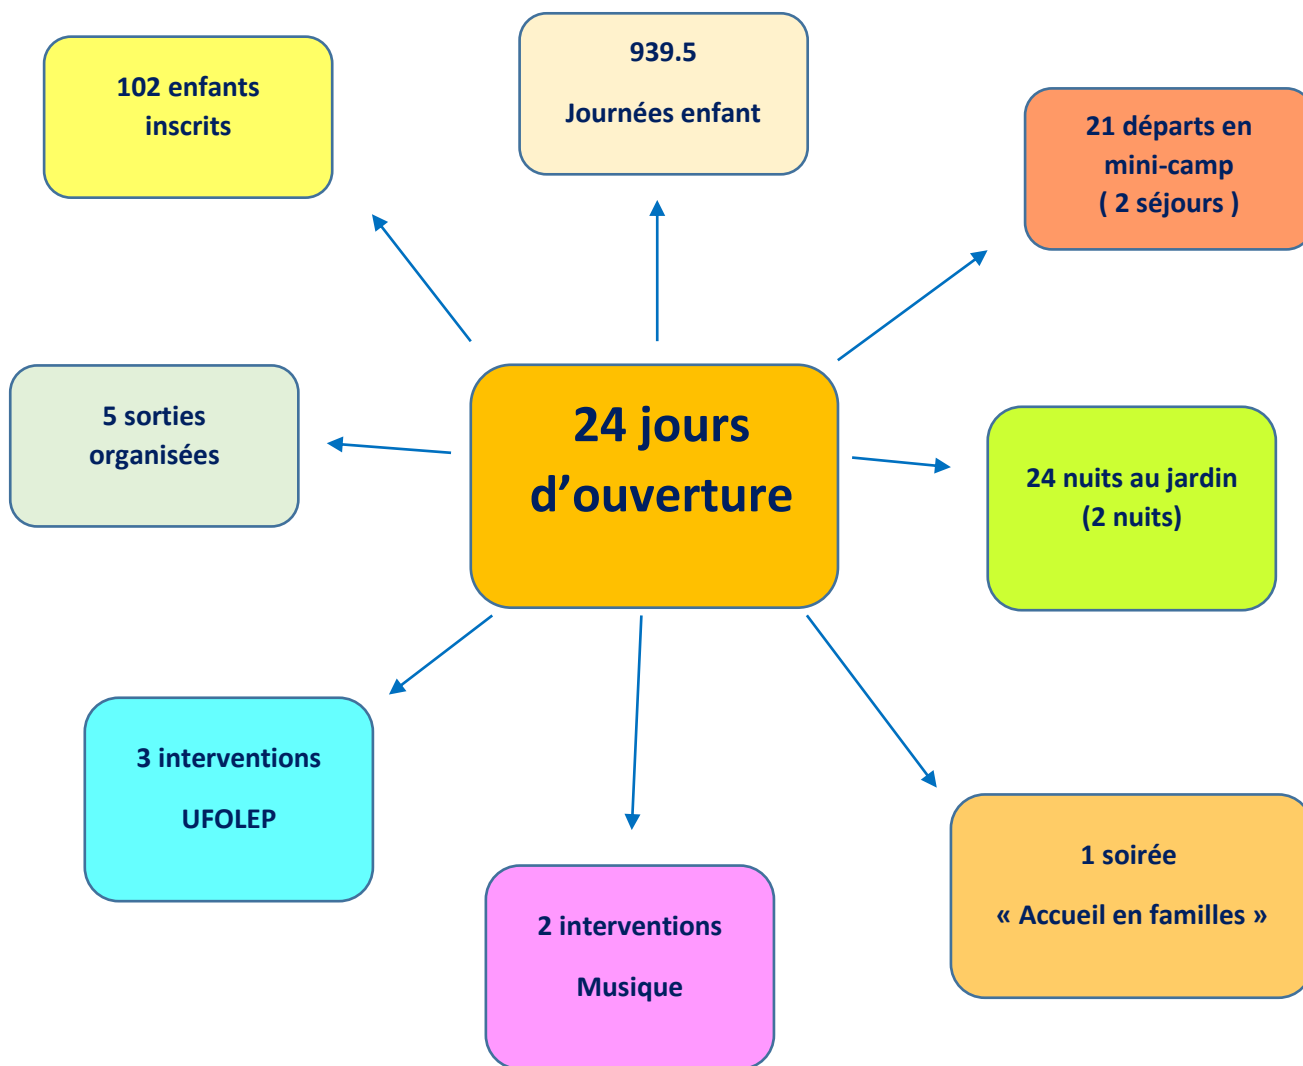 939.5
Journées enfant
102 enfants
inscrits
21 départs en
mini-camp
( 2 séjours )
24 jours
d’ouverture
5 sorties
organisées
24 nuits au jardin
(2 nuits)
3 interventions
UFOLEP
2 interventions
Musique
1 soirée
« Accueil en familles »